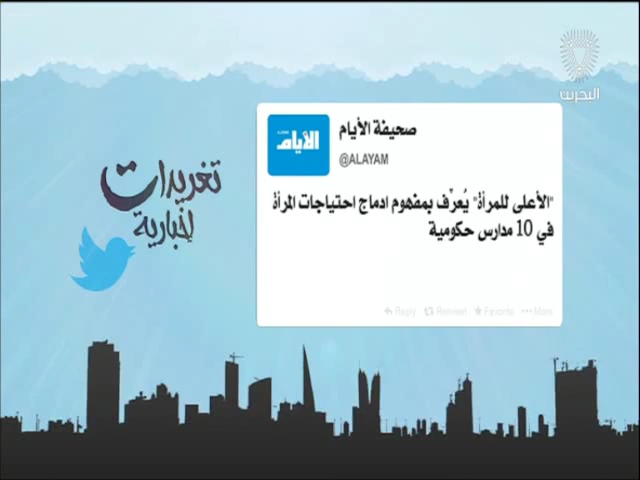 البحرين
صحيفة الأيام
الأيام
@ALAYAM
تغريدات
إخبارية
"الأعلى للمرأة" يُعرِّف بمفهوم ادماج احتياجات المرأة
في 10 مدارس حكومية
Reply Retweet Favorite More